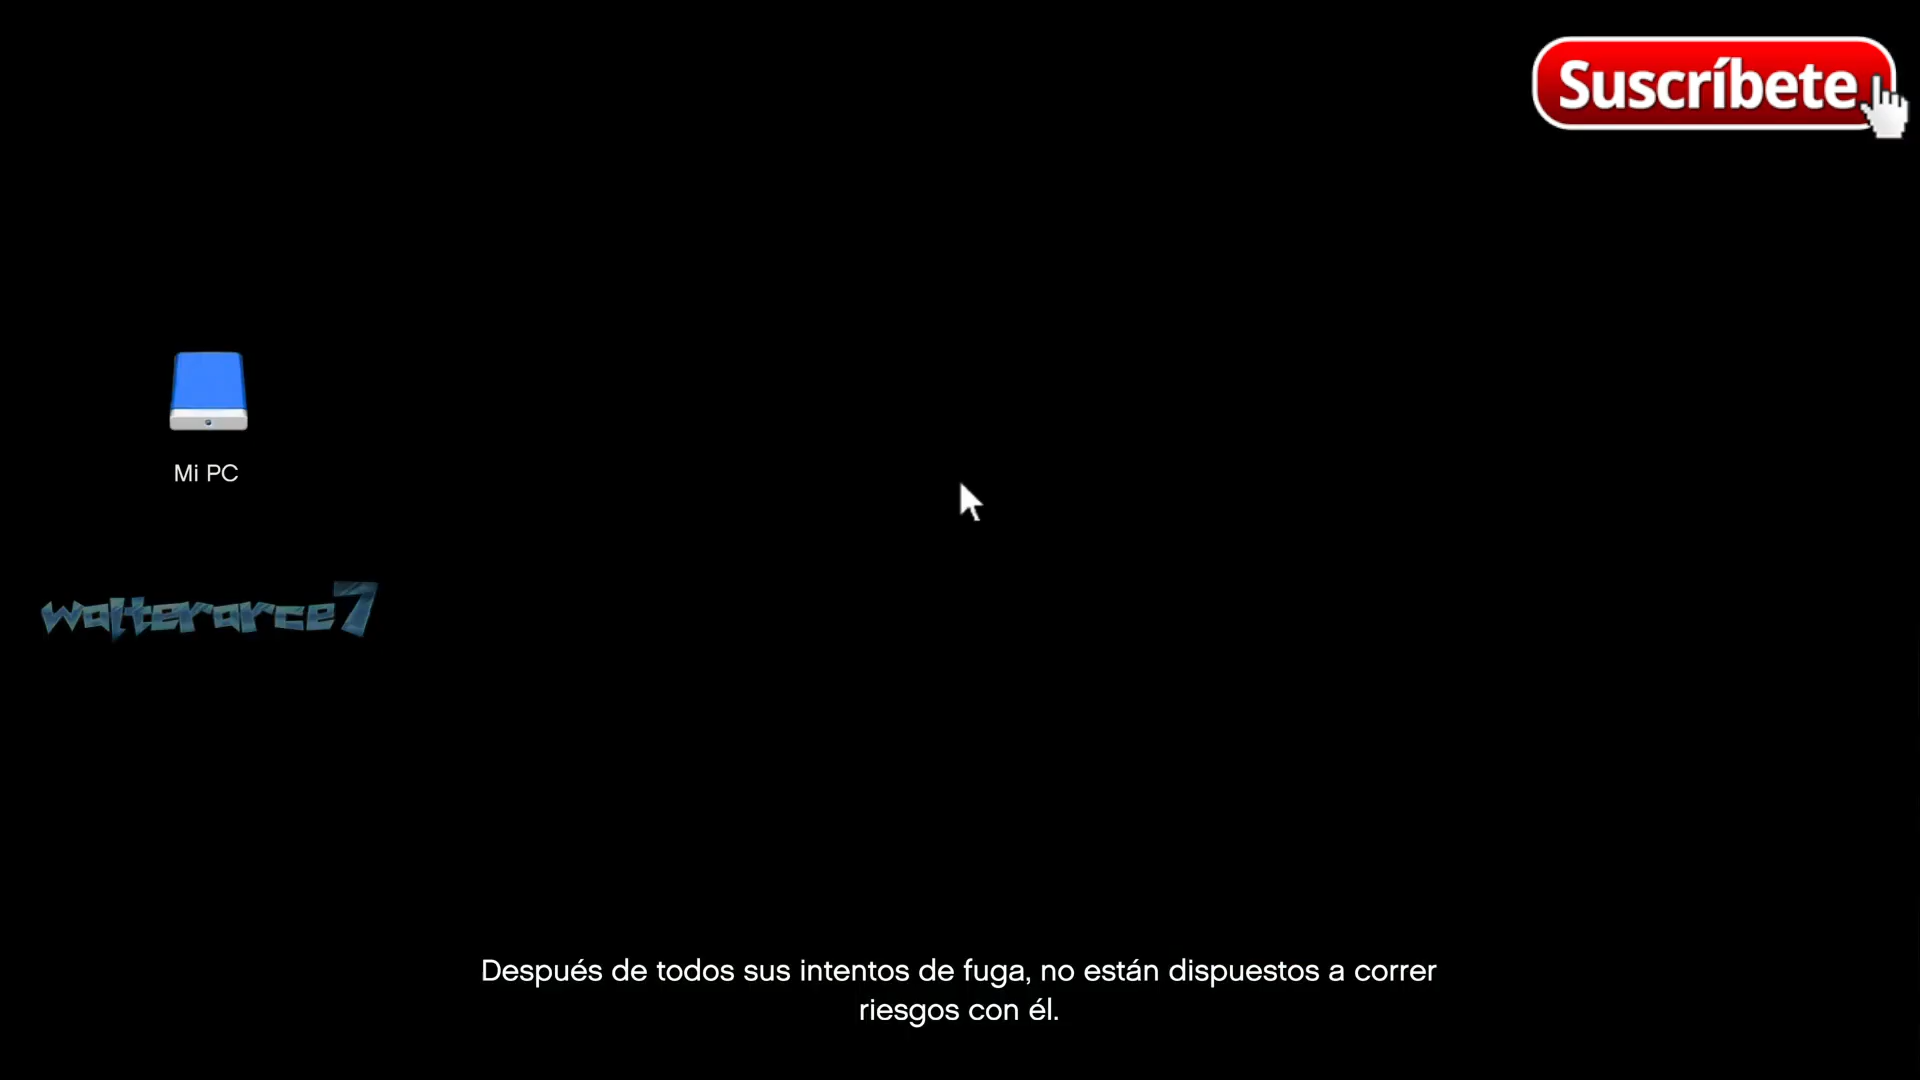 Suscríbete
Mi PC
walterarce7
Después de todos sus intentos de fuga, no están dispuestos a correr
riesgos con él.